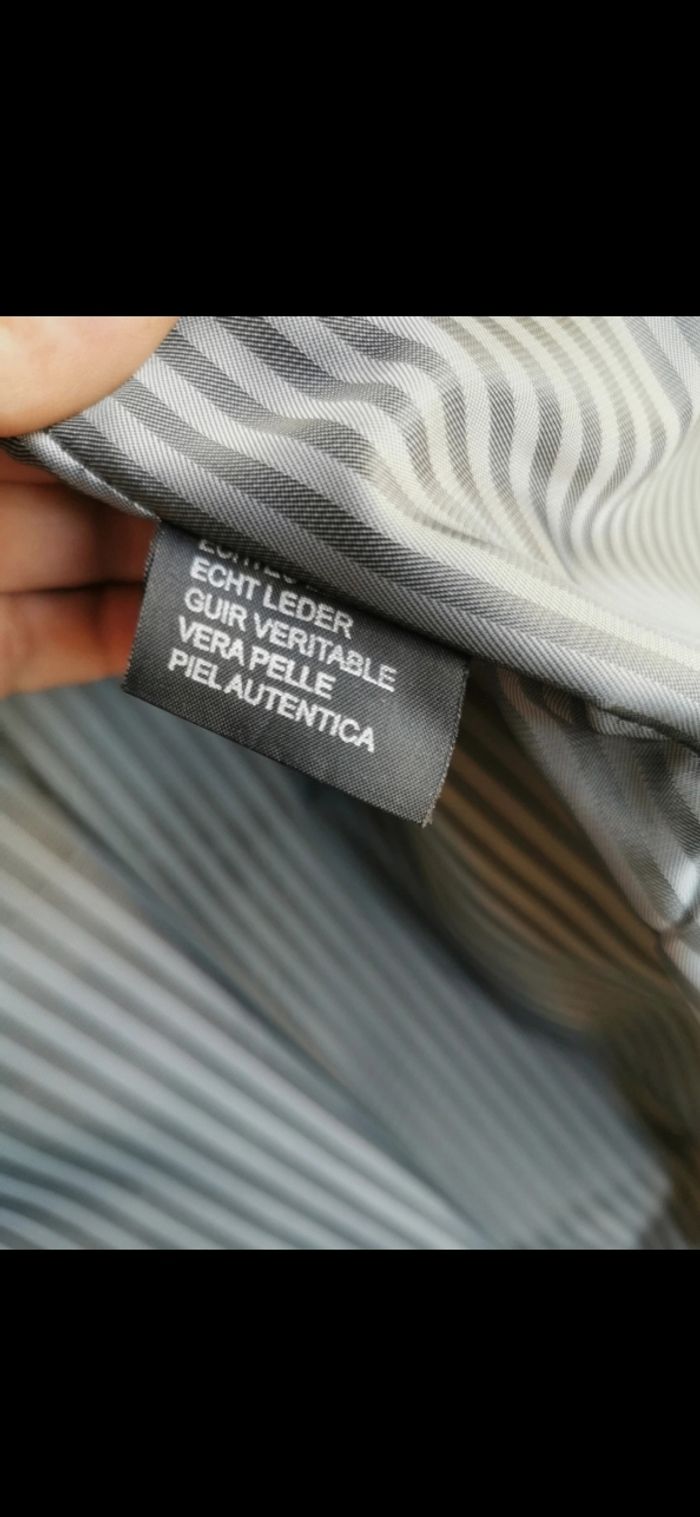 ECHT LEDER
GUIR VERITABLE
VERA PELLE
PIEL AUTENTICA